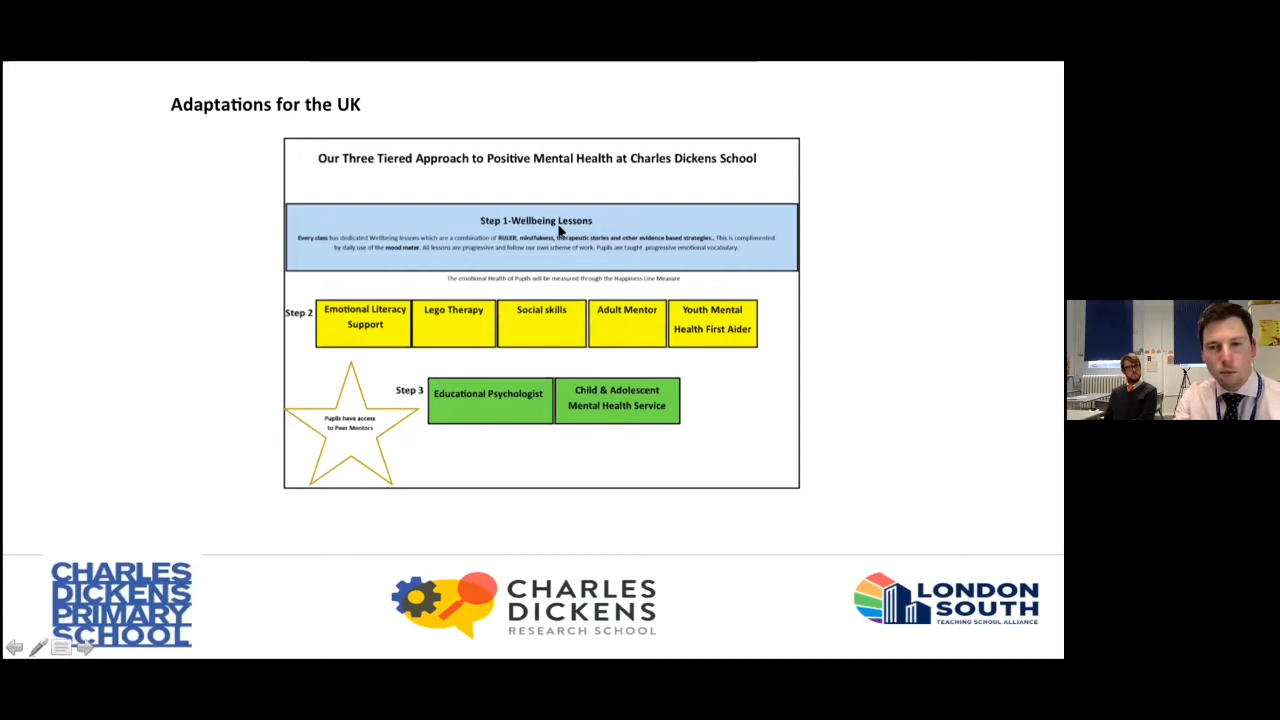 Adaptations for the UK
Our Three Tiered Approach to Positive Mental Health at Charles Dickens School
Step 1-Wellbeing Lessons
Every class has dedicated Wellbeing lessons which are a combination of RULER, mindfulness, therapeutic stories and other evidence based strategies.. This is complimented
by daily use of the mood meter. All lessons are progressive and follow our own scheme of work. Pupils are taught progressive emotional vocabulary.
The emotional Health of Pupils will be measured through the Happiness Line Measure
Step 2
Emotional Literacy
Support
Lego Therapy
Social skills
Adult Mentor
Youth Mental
Health First Aider
Step 3
Educational Psychologist
Child & Adolescent
Mental Health Service
Pupils have access
to Peer Mentors
CHARLES
DICKENS
PRIMARY
SCHOOL
CHARLES
DICKENS
RESEARCH SCHOOL
LONDON
SOUTH
TEACHING SCHOOL ALLIANCE